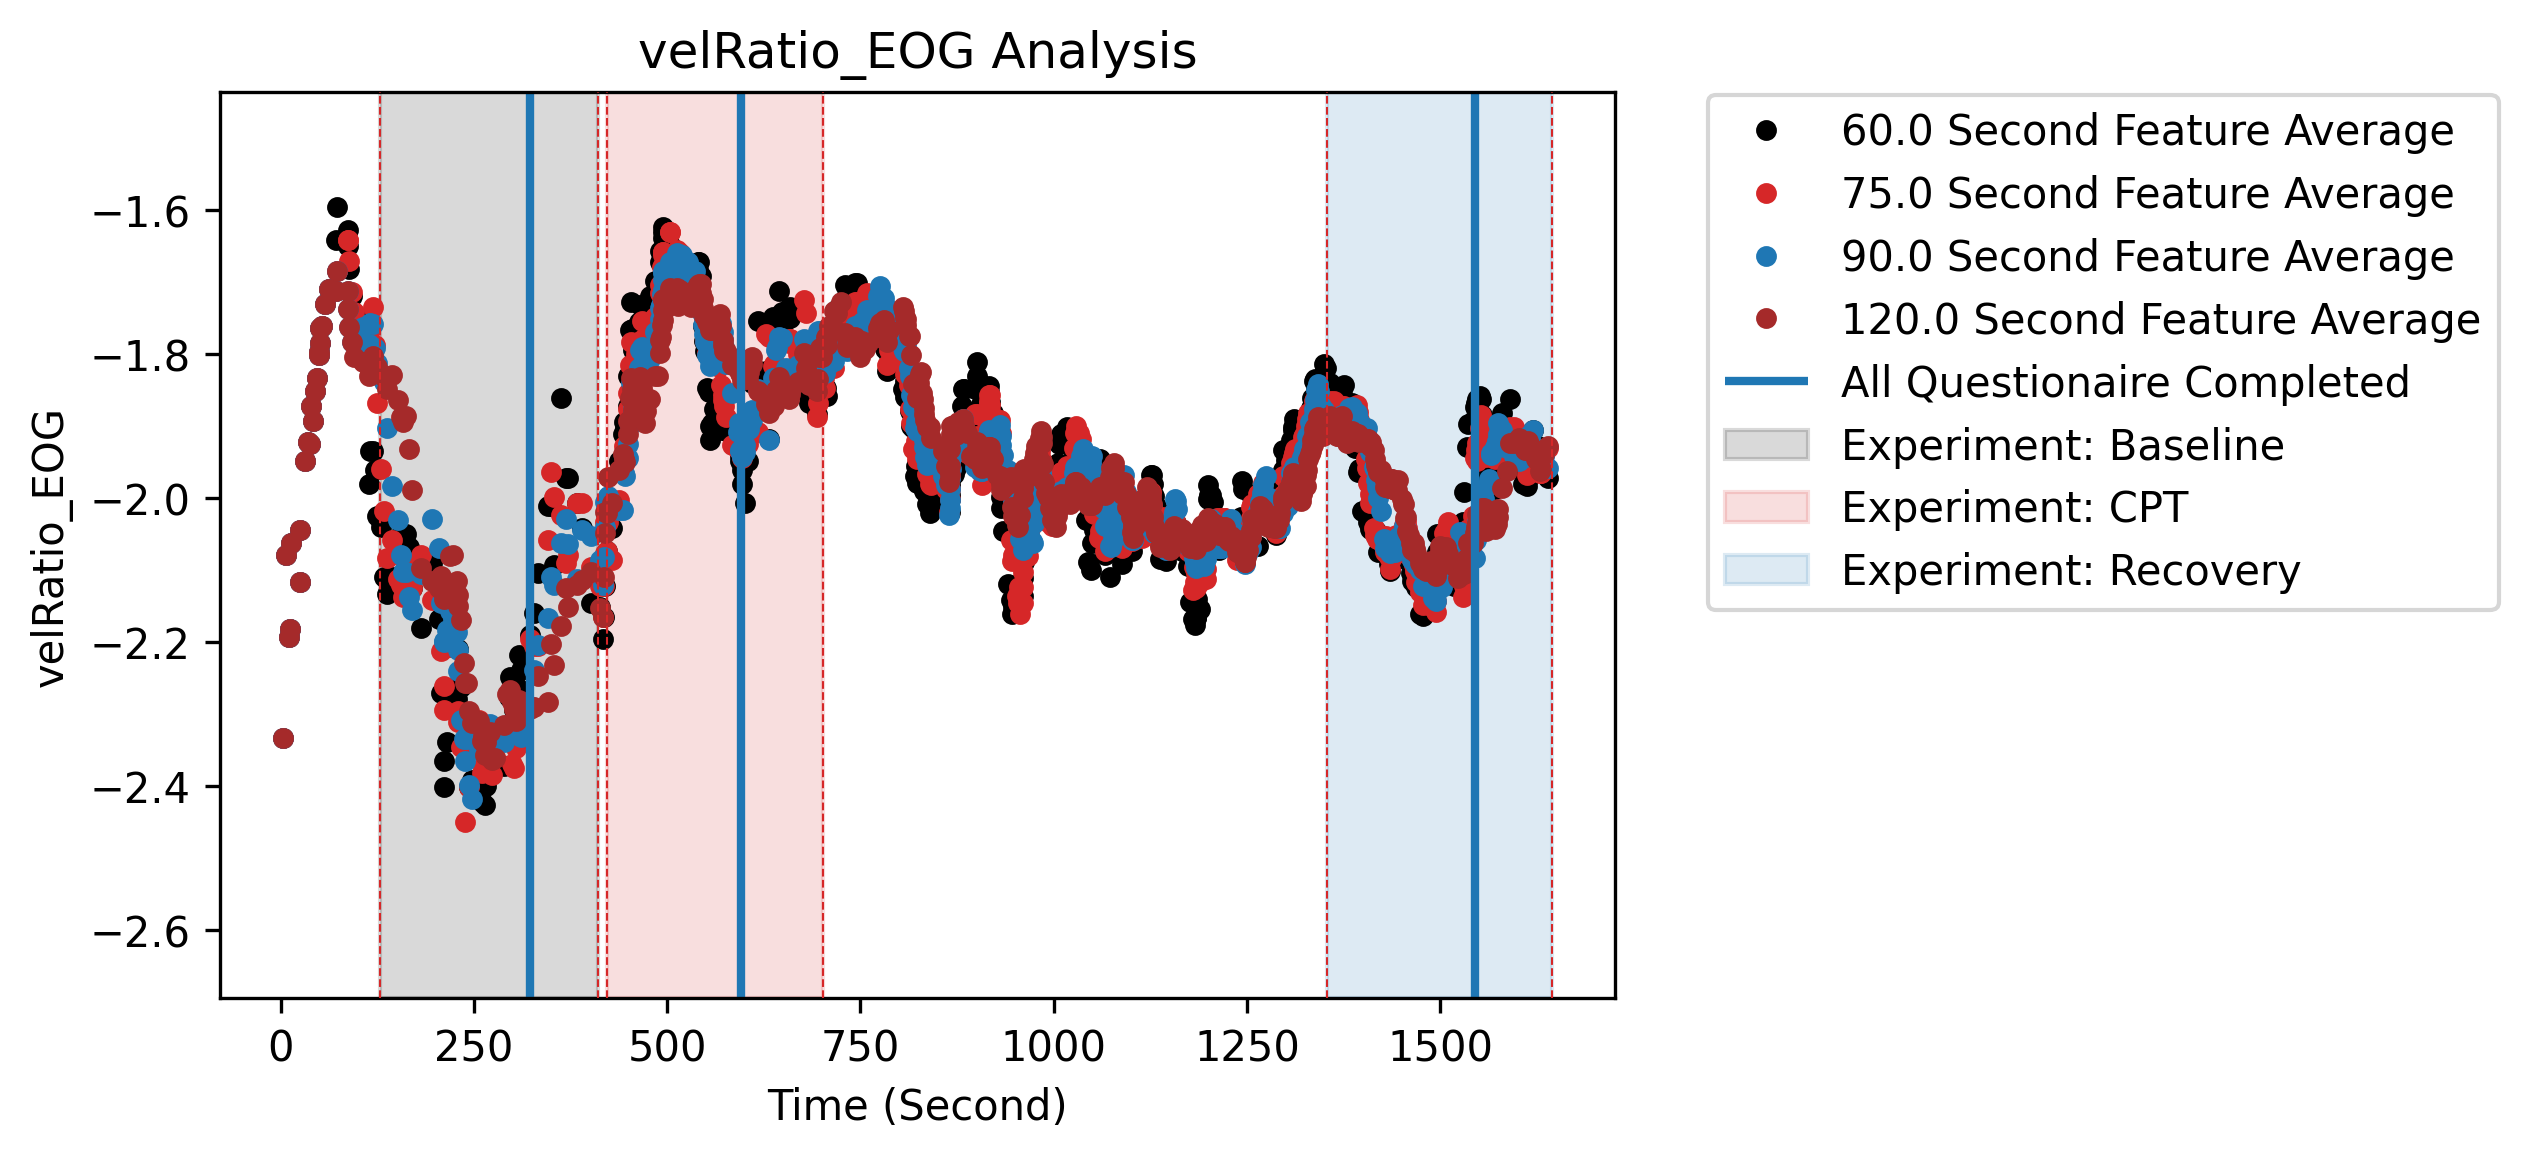 velRatio_EOG Analysis
velRatio_EOG
−1.6
−1.8
−2.0
−2.2
−2.4
−2.6
0
250
500
750
1000
1250
1500
Time (Second)
60.0 Second Feature Average
75.0 Second Feature Average
90.0 Second Feature Average
120.0 Second Feature Average
All Questionaire Completed
Experiment: Baseline
Experiment: CPT
Experiment: Recovery